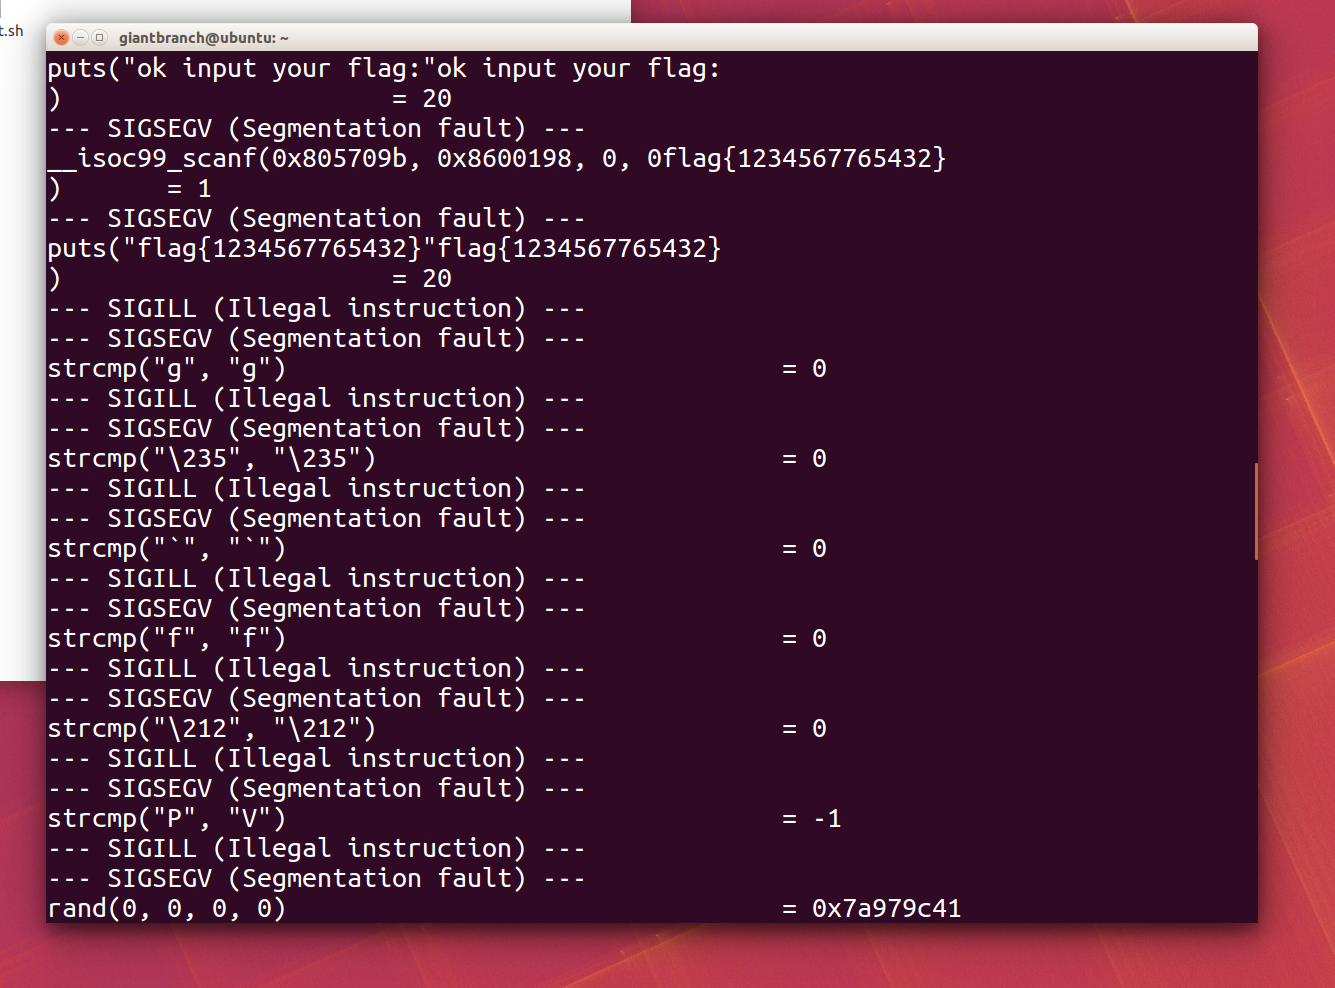 t.sh
giantbranch@ubuntu: ~
puts("ok input your flag:"ok input your flag:
) = 20
--- SIGSEGV (Segmentation fault) ---
__isoc99_scanf(0x805709b, 0x8600198, 0, 0flag{1234567765432}
) = 1
--- SIGSEGV (Segmentation fault) ---
puts("flag{1234567765432}"flag{1234567765432}
) = 20
--- SIGILL (Illegal instruction) ---
--- SIGSEGV (Segmentation fault) ---
strcmp("g", "g") = 0
--- SIGILL (Illegal instruction) ---
--- SIGSEGV (Segmentation fault) ---
strcmp("\235", "\235") = 0
--- SIGILL (Illegal instruction) ---
--- SIGSEGV (Segmentation fault) ---
strcmp("`", "`") = 0
--- SIGILL (Illegal instruction) ---
--- SIGSEGV (Segmentation fault) ---
strcmp("f", "f") = 0
--- SIGILL (Illegal instruction) ---
--- SIGSEGV (Segmentation fault) ---
strcmp("\212", "\212") = 0
--- SIGILL (Illegal instruction) ---
--- SIGSEGV (Segmentation fault) ---
strcmp("P", "V") = -1
--- SIGILL (Illegal instruction) ---
--- SIGSEGV (Segmentation fault) ---
rand(0, 0, 0, 0) = 0x7a979c41